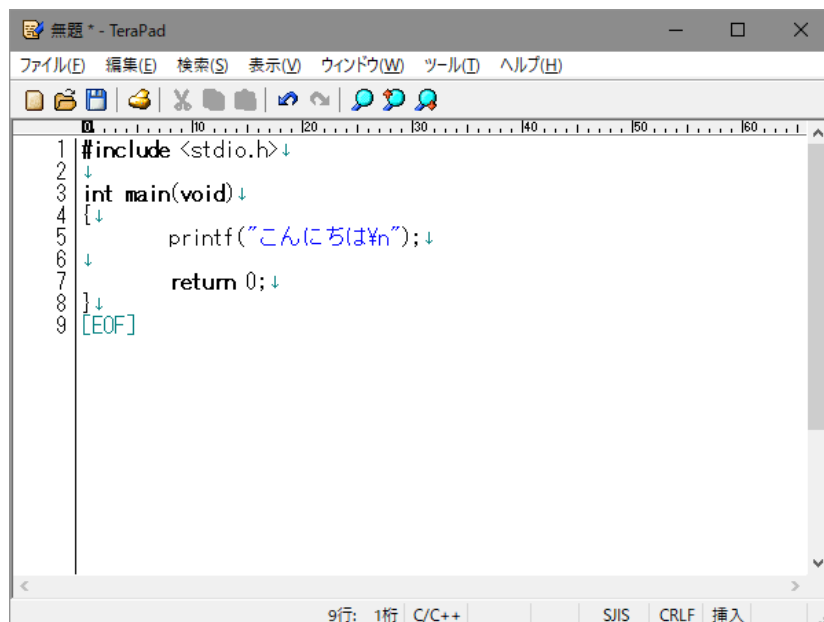 無題 * - TeraPad
ファイル(F) 編集(E) 検索(S) 表示(V) ウィンドウ(W) ツール(T) ヘルプ(H)
0 10 20 30 40 50 60
1 #include <stdio.h>↓
2 ↓
3 int main(void)↓
4 {↓
5 printf("こんにちは¥n");↓
6 ↓
7 return 0;↓
8 }↓
9 [EOF]
9行: 1桁 C/C++ SJIS CRLF 挿入